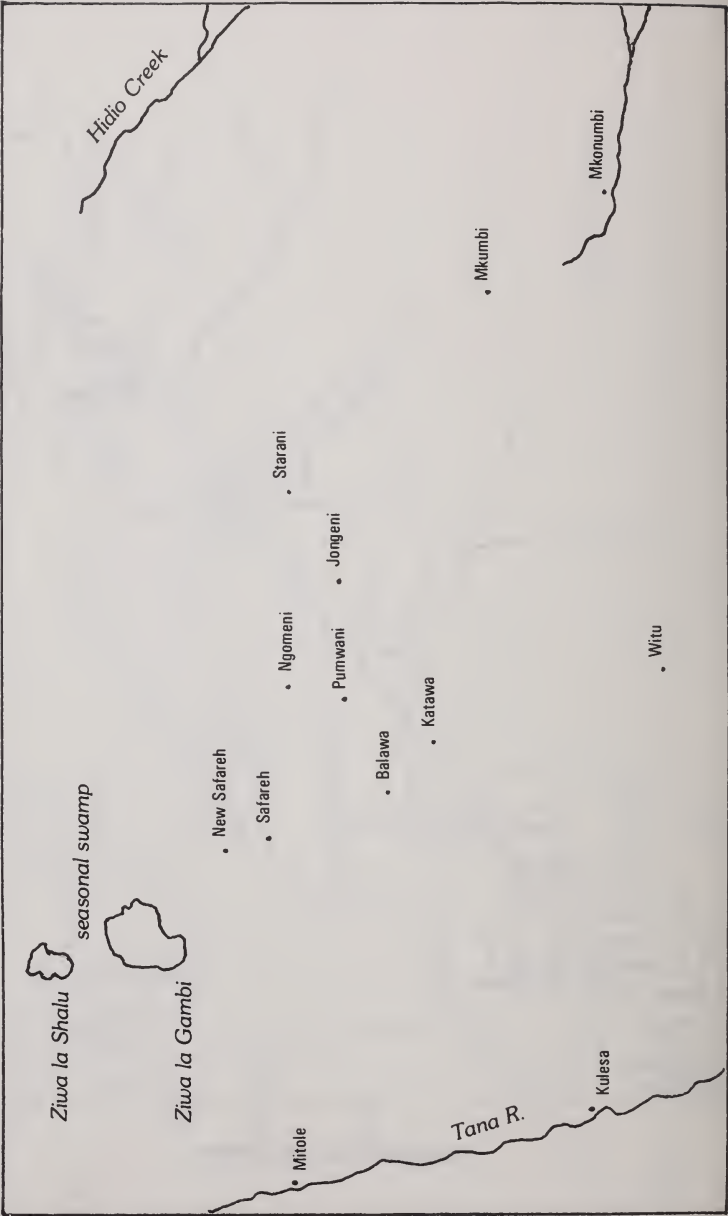 Ziwa la Shalu
seasonal swamp
Hidio Creek
Ziwa la Gambi
New Safareh
Safareh
Ngomeni
Starani
Mitole
Pumwani
Jongeni
Balawa
Katawa
Mkumbi
Tana R.
Kulesa
Mkonumbi
Witu